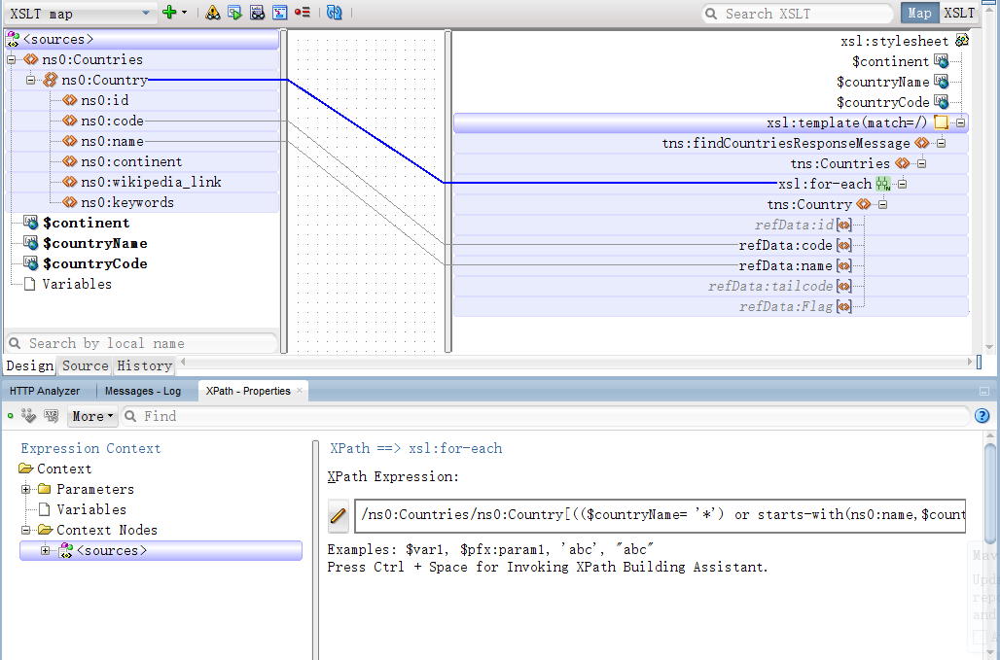 XSLT map
Search XSLT
Map XSLT
<sources>
ns0:Countries
ns0:Country
ns0:id
ns0:code
ns0:name
ns0:continent
ns0:wikipedia_link
ns0:keywords
$continent
$countryName
$countryCode
Variables
Search by local name
xsl:stylesheet
$continent
$countryName
$countryCode
xsl:template(match=/)
tns:findCountriesResponseMessage
tns:Countries
xsl:for-each
tns:Country
refData:id
refData:code
refData:name
refData:tailcode
refData:Flag
Design Source History
HTTP Analyzer Messages - Log XPath - Properties
More Find
Expression Context
Context
Parameters
Variables
Context Nodes
<sources>
XPath ==> xsl:for-each
XPath Expression:
/ns0:Countries/ns0:Country[(($countryName= '*') or starts-with(ns0:name,$count
Examples: $var1, $pfx:param1, 'abc', "abc"
Press Ctrl + Space for Invoking XPath Building Assistant.